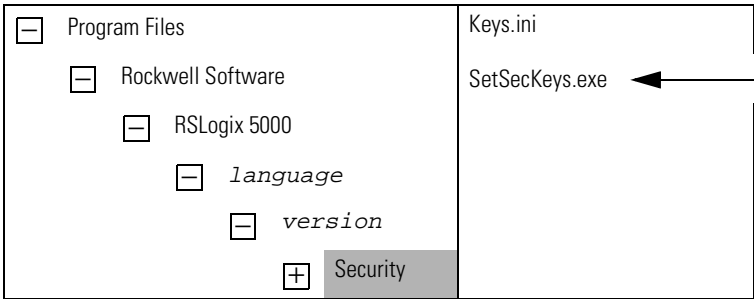 Program Files
Rockwell Software
RSLogix 5000
language
version
Security
Keys.ini
SetSecKeys.exe